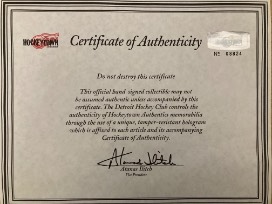 HOCKEYTOWN
Certificate of Authenticity
Do not destroy this certificate
This official hand-signed collectible may not
be assumed authentic unless accompanied by this
certificate. The Detroit Hockey Club controls the
authenticity of Hockeytown Authentics memorabilia
through the use of a unique, tamper-resistant hologram
which is affixed to each article and its accompanying
Certificate of Authenticity.
Atanas Ilitch
Vice President